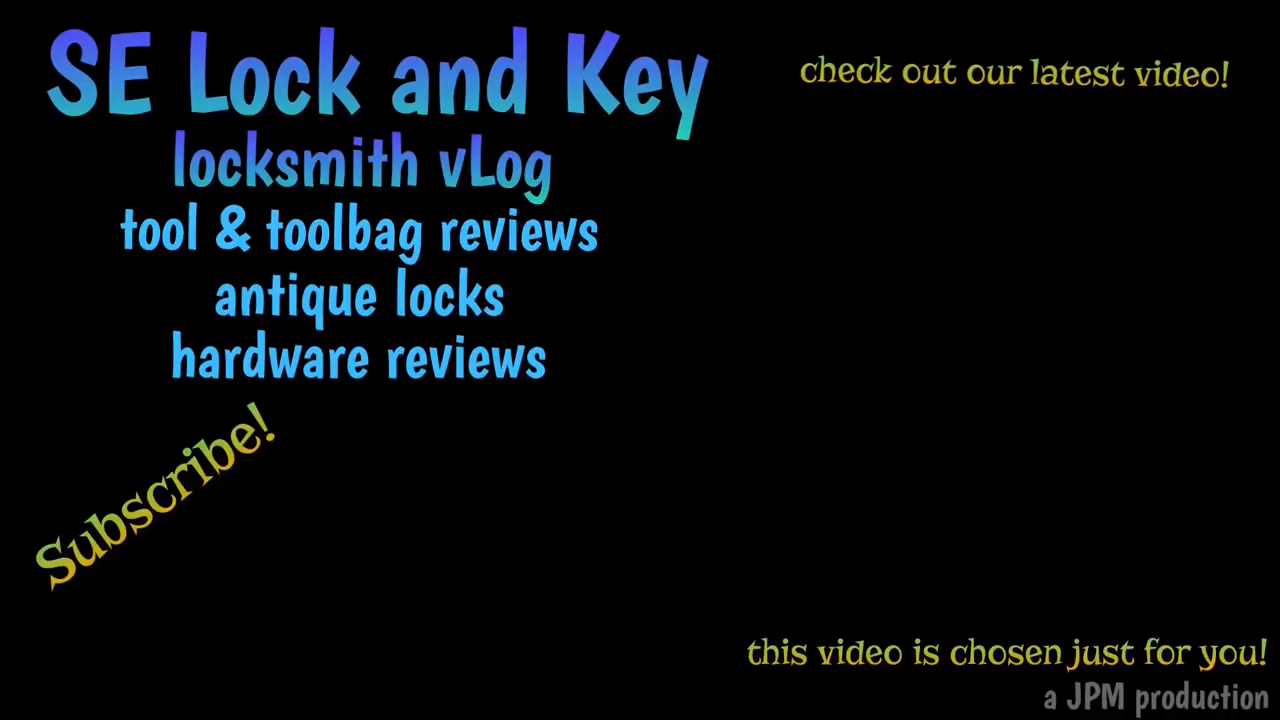 SE Lock and Key
locksmith vLog
tool & toolbag reviews
antique locks
hardware reviews
Subscribe!
check out our latest video!
this video is chosen just for you!
a JPM production